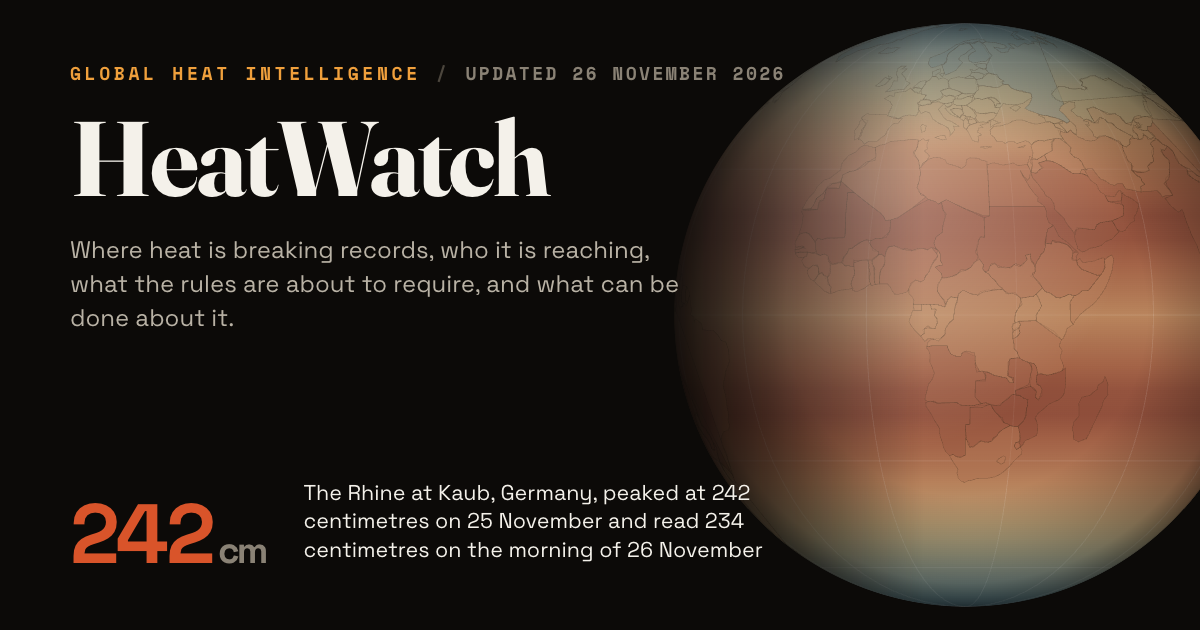 GLOBAL HEAT INTELLIGENCE / UPDATED 26 NOVEMBER 2026
HeatWatch
Where heat is breaking records, who it is reaching,
what the rules are about to require, and what can be
done about it.
242 cm
The Rhine at Kaub, Germany, peaked at 242
centimetres on 25 November and read 234
centimetres on the morning of 26 November